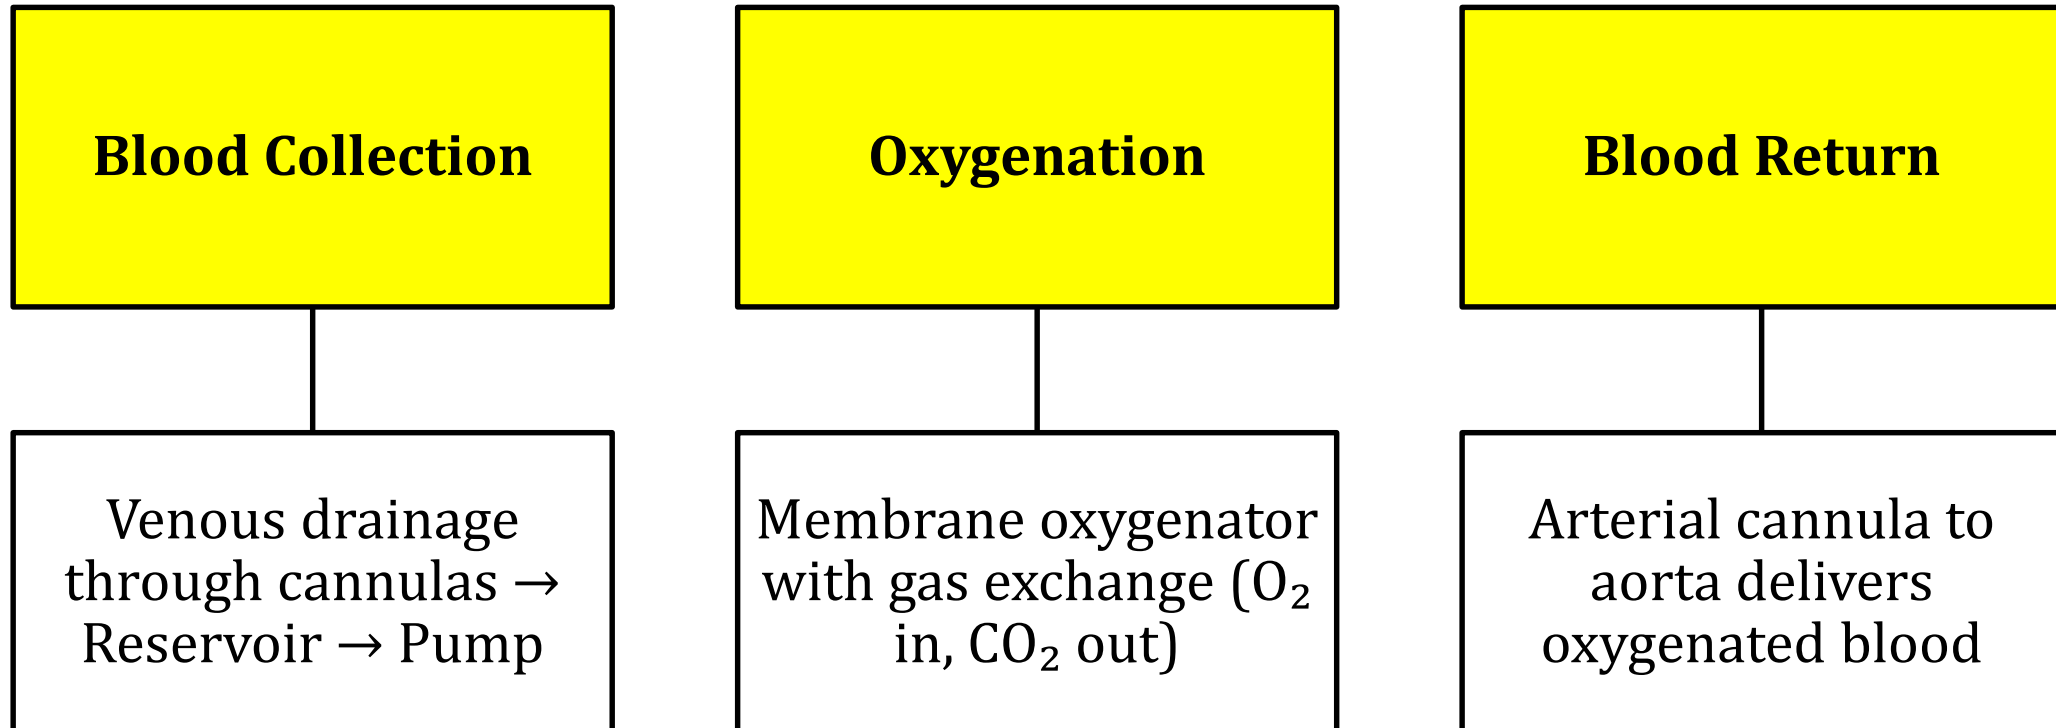 Blood Collection
Oxygenation
Blood Return
Venous drainage
through cannulas →
Reservoir → Pump
Membrane oxygenator
with gas exchange (O₂
in, CO₂ out)
Arterial cannula to
aorta delivers
oxygenated blood